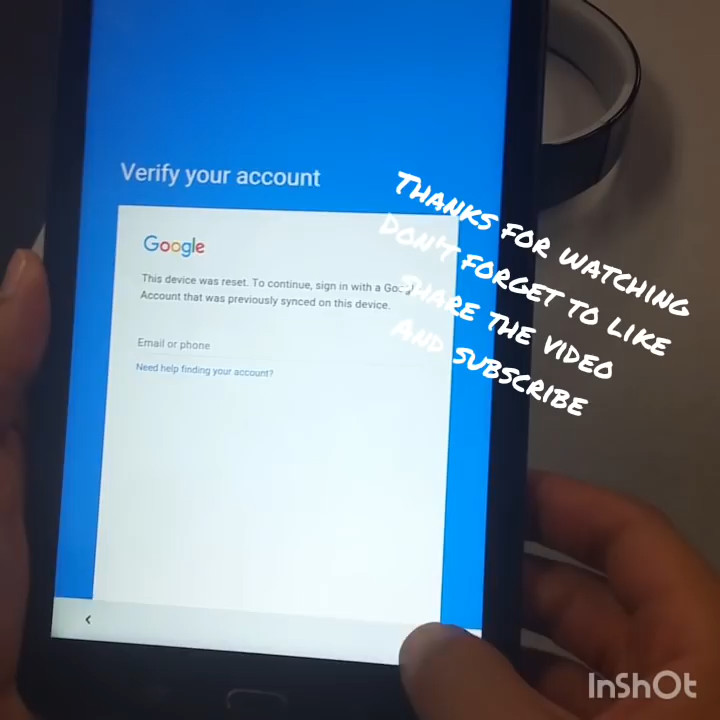 Verify your account
Google
This device was reset. To continue, sign in with a Google
Account that was previously synced on this device.
Email or phone
Need help finding your account?
THANKS FOR WATCHING
DON'T FORGET TO LIKE
SHARE THE VIDEO
AND SUBSCRIBE
InShOt